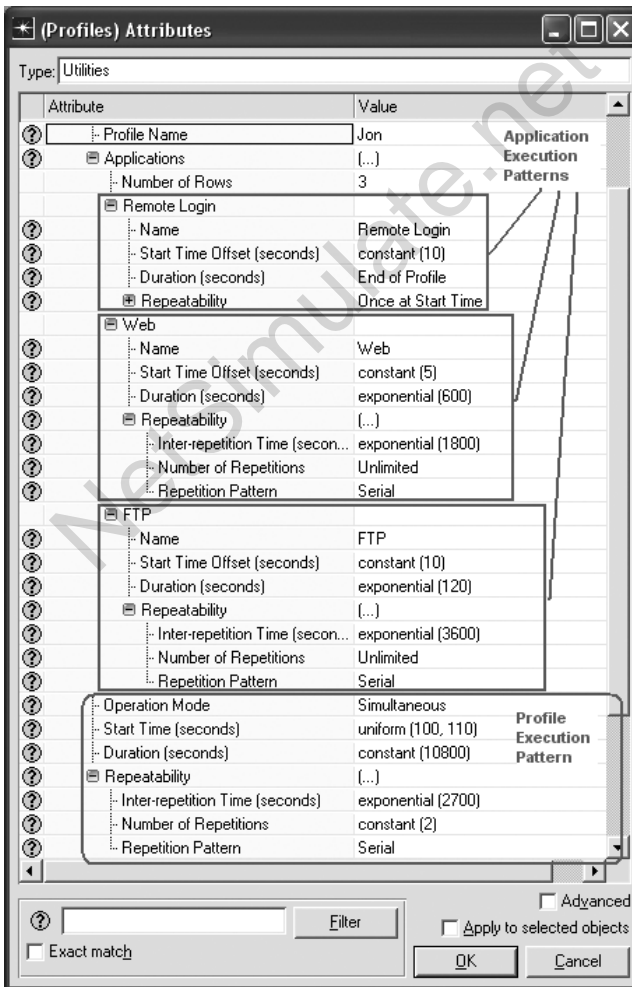 (Profiles) Attributes
Type: Utilities
Attribute Value
Profile Name Jon
Applications (...)
Number of Rows 3
Application
Execution
Patterns
Remote Login
Name Remote Login
Start Time Offset (seconds) constant (10)
Duration (seconds) End of Profile
Repeatability Once at Start Time
Web
Name Web
Start Time Offset (seconds) constant (5)
Duration (seconds) exponential (600)
Repeatability (...)
Inter-repetition Time (secon... exponential (1800)
Number of Repetitions Unlimited
Repetition Pattern Serial
FTP
Name FTP
Start Time Offset (seconds) constant (10)
Duration (seconds) exponential (120)
Repeatability (...)
Inter-repetition Time (secon... exponential (3600)
Number of Repetitions Unlimited
Repetition Pattern Serial
Operation Mode Simultaneous
Start Time (seconds) uniform (100, 110)
Duration (seconds) constant (10800)
Repeatability (...)
Inter-repetition Time (seconds) exponential (2700)
Number of Repetitions constant (2)
Repetition Pattern Serial
Profile
Execution
Pattern
Advanced
Filter
Apply to selected objects
Exact match
OK Cancel
NetSimulate.net